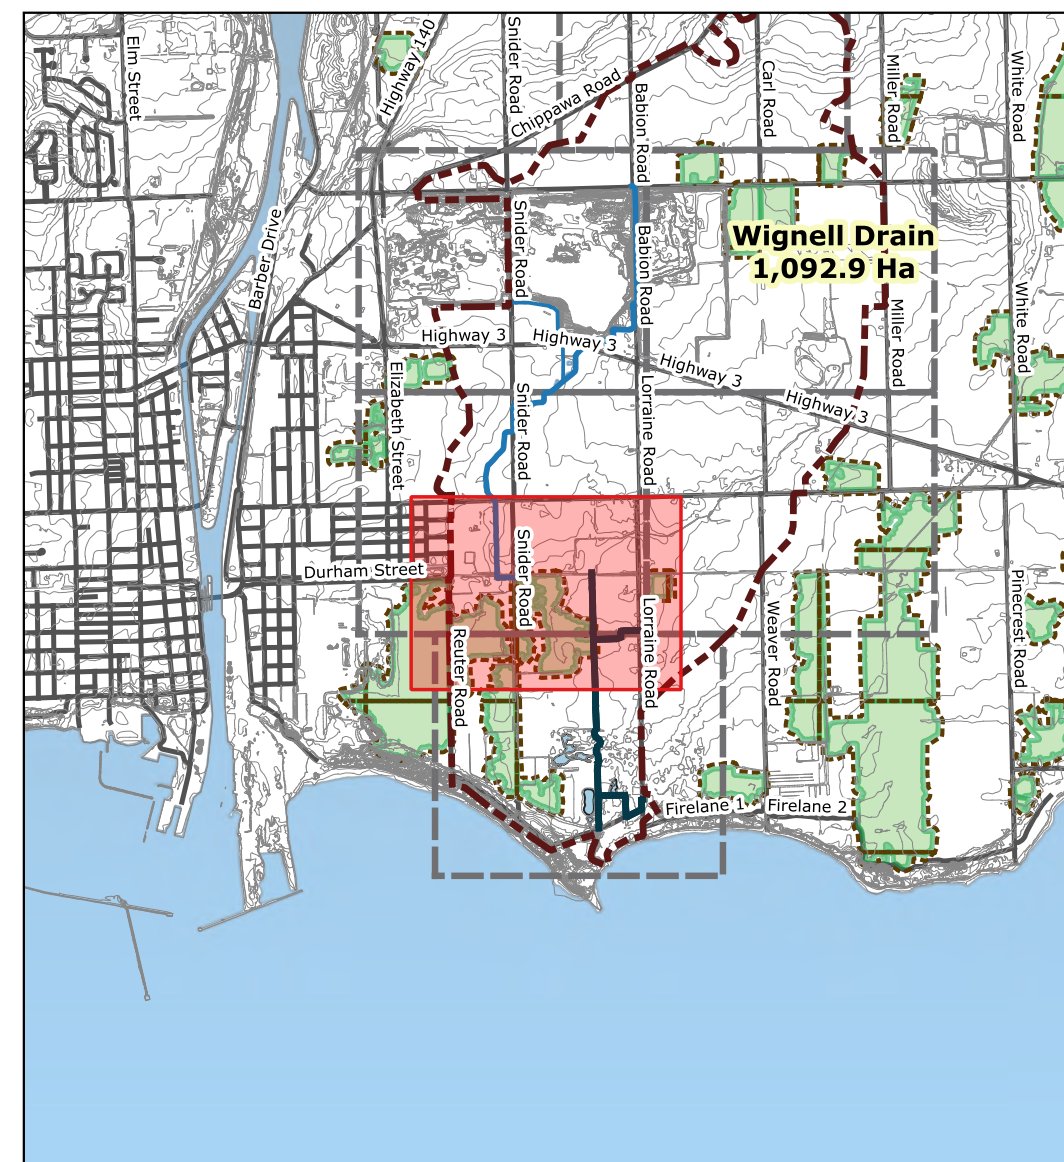 Elm Street
Highway 140
Snider Road
Chippawa Road
Babion Road
Carl Road
Miller Road
White Road
Barber Drive
Snider Road
Babion Road
Wignell Drain
1,092.9 Ha
Miller Road
White Road
Highway 3
Highway 3
Highway 3
Highway 3
Elizabeth Street
Snider Road
Lorraine Road
Durham Street
Snider Road
Reuter Road
Lorraine Road
Weaver Road
Pinecrest Road
Firelane 1
Firelane 2